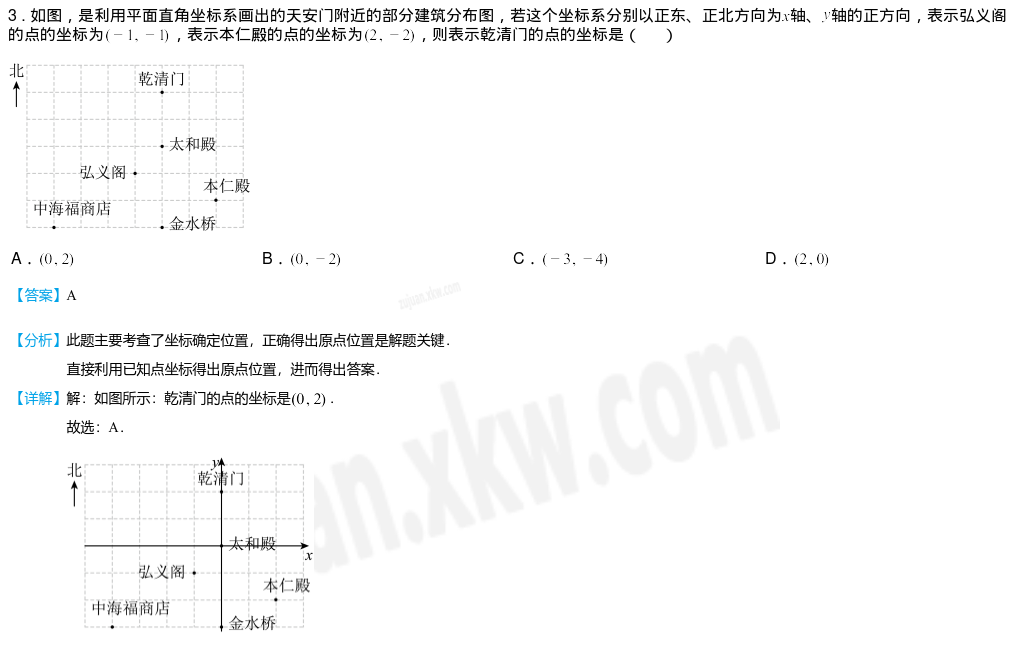 3．如图，是利用平面直角坐标系画出的天安门附近的部分建筑分布图，若这个坐标系分别以正东、正北方向为x轴、y轴的正方向，表示弘义阁
的点的坐标为(－1, －1)，表示本仁殿的点的坐标为(2, －2)，则表示乾清门的点的坐标是（　　）
北
乾清门
太和殿
弘义阁
本仁殿
中海福商店
金水桥
A．(0, 2) B．(0, －2) C．(－3, －4) D．(2, 0)
【答案】A
zujuan.xkw.com
【分析】此题主要考查了坐标确定位置，正确得出原点位置是解题关键．
直接利用已知点坐标得出原点位置，进而得出答案．
【详解】解：如图所示：乾清门的点的坐标是(0, 2)．
故选：A．
an.xkw.com
北
y
乾清门
太和殿
x
弘义阁
本仁殿
中海福商店
金水桥